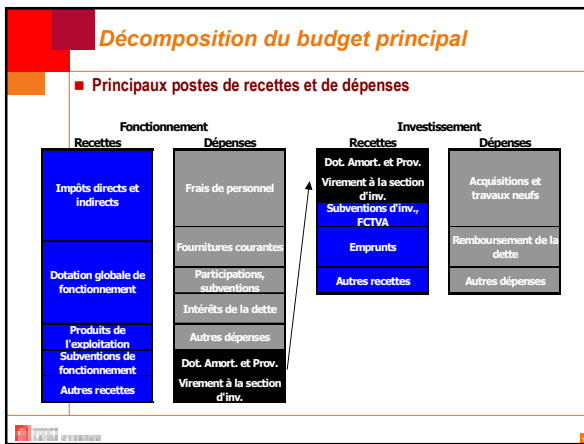 Décomposition du budget principal
Principaux postes de recettes et de dépenses
Fonctionnement
Recettes
Dépenses
Impôts directs et
indirects
Dotation globale de
fonctionnement
Produits de
l'exploitation
Subventions de
fonctionnement
Autres recettes
Frais de personnel
Fournitures courantes
Participations,
subventions
Intérêts de la dette
Autres dépenses
Dot. Amort. et Prov.
Virement à la section
d'inv.
Investissement
Recettes
Dépenses
Dot. Amort. et Prov.
Virement à la section
d'inv.
Subventions d'inv.,
FCTVA
Emprunts
Autres recettes
Acquisitions et
travaux neufs
Remboursement de la
dette
Autres dépenses